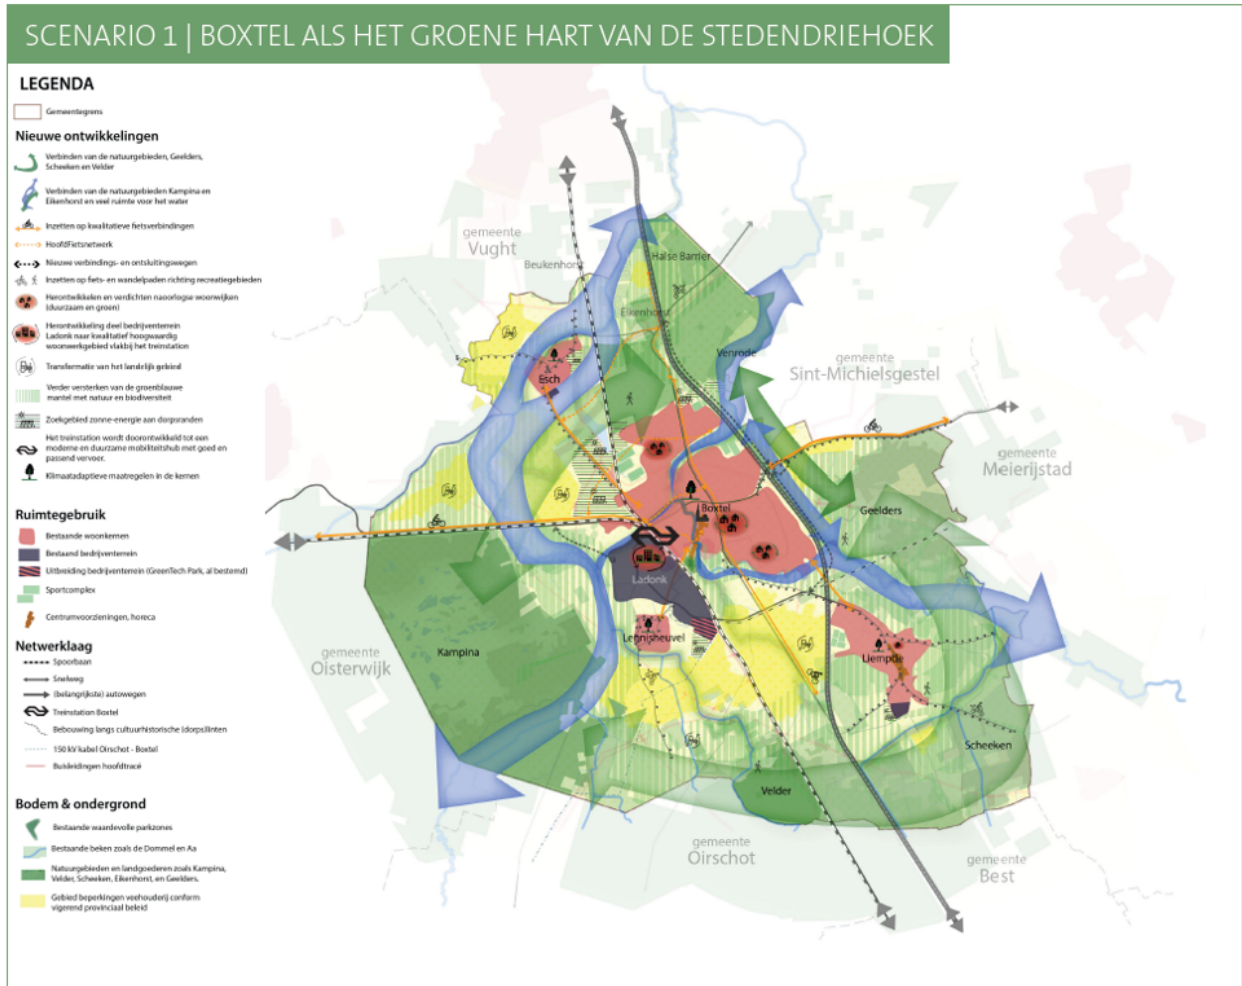 SCENARIO 1 | BOXTEL ALS HET GROENE HART VAN DE STEDENDRIEHOEK
LEGENDA
Gemeentegrens
Nieuwe ontwikkelingen
Verbinden van de natuurgebieden, Geelders,
Scheeken en Velder
Verbinden van de natuurgebieden Kampina en
Eikenhorst en veel ruimte voor het water
Inzetten op kwalitatieve fietsverbindingen
HoofdFietsnetwerk
Nieuwe verbindings- en ontsluitingswegen
Inzetten op fiets- en wandelpaden richting recreatiegebieden
Herontwikkelen en verdichten naoorlogse woonwijken
(duurzaam en groen)
Herontwikkeling deel bedrijventerrein
Ladonk naar kwalitatief hoogwaardig
woonwerkgebied vlakbij het treinstation
Transformatie van het landelijk gebied
Verder versterken van de groenblauwe
mantel met natuur en biodiversiteit
Zoekgebied zonne-energie aan dorpsranden
Het treinstation wordt doorontwikkeld tot een
moderne en duurzame mobiliteitshub met goed en
passend vervoer.
Klimaatadaptieve maatregelen in de kernen
Ruimtegebruik
Bestaande woonkernen
Bestaand bedrijventerrein
Uitbreiding bedrijventerrein (GreenTech Park, al bestemd)
Sportcomplex
Centrumvoorzieningen, horeca
Netwerklaag
Spoorbaan
Snelweg
(belangrijkste) autowegen
Treinstation Boxtel
Bebouwing langs cultuurhistorische (dorps)linten
150 kV kabel Oirschot - Boxtel
Buisleidingen hoofdtracé
Bodem & ondergrond
Bestaande waardevolle parkzones
Bestaande beken zoals de Dommel en Aa
Natuurgebieden en landgoederen zoals Kampina,
Velder, Scheeken, Eikenhorst, en Geelders.
Gebied beperkingen veehouderij conform
vigerend provinciaal beleid
gemeente
Vught
Beukenhorst
Halse Barrier
Eikenhorst
Venrode
gemeente
Sint-Michielsgestel
Esch
gemeente
Meierijstad
Boxtel
Geelders
Ladonk
Lennisheuvel
Liempde
gemeente
Oisterwijk
Kampina
Scheeken
Velder
gemeente
Oirschot
gemeente
Best